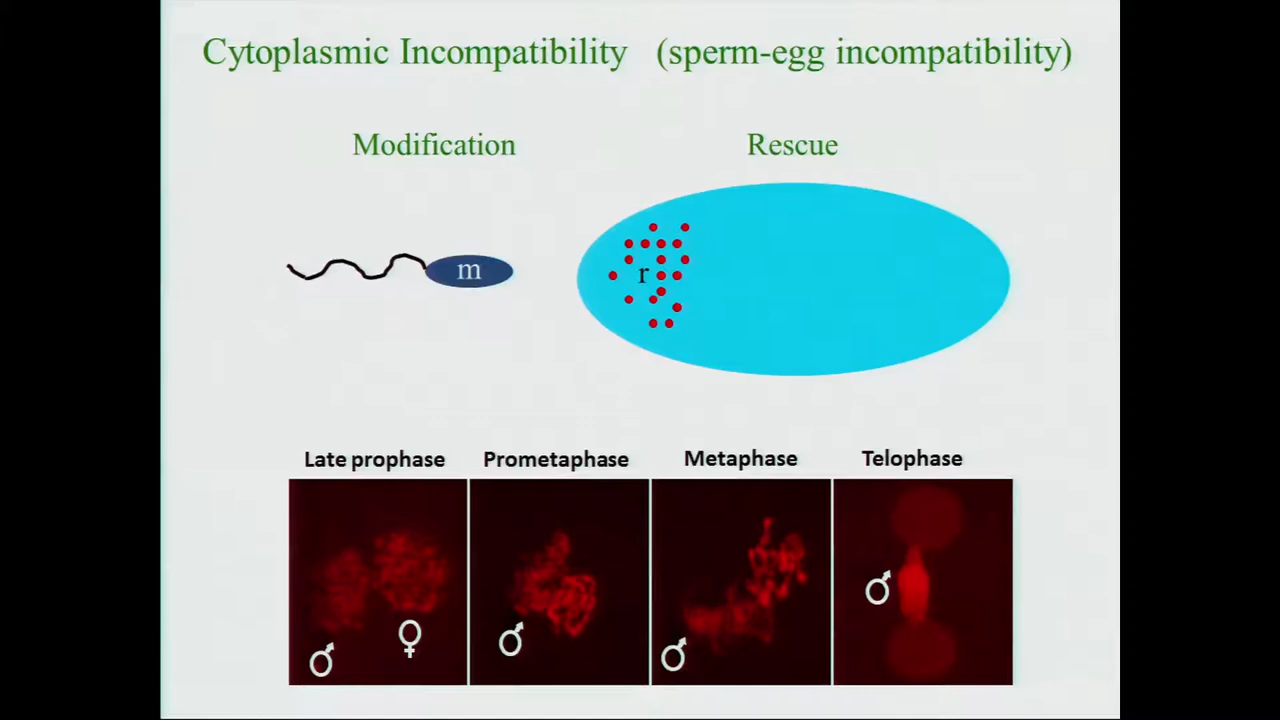 Cytoplasmic Incompatibility (sperm-egg incompatibility)
Modification Rescue
m r
Late prophase Prometaphase Metaphase Telophase
♂ ♀ ♂ ♂ ♂